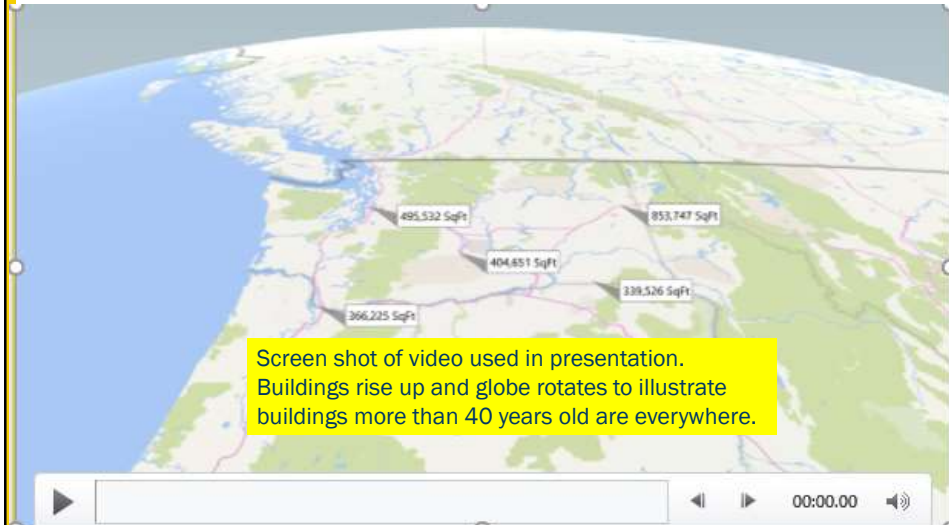 495,532 SqFt
853,747 SqFt
404,651 SqFt
339,526 SqFt
366,225 SqFt
Screen shot of video used in presentation.
Buildings rise up and globe rotates to illustrate
buildings more than 40 years old are everywhere.
00:00.00